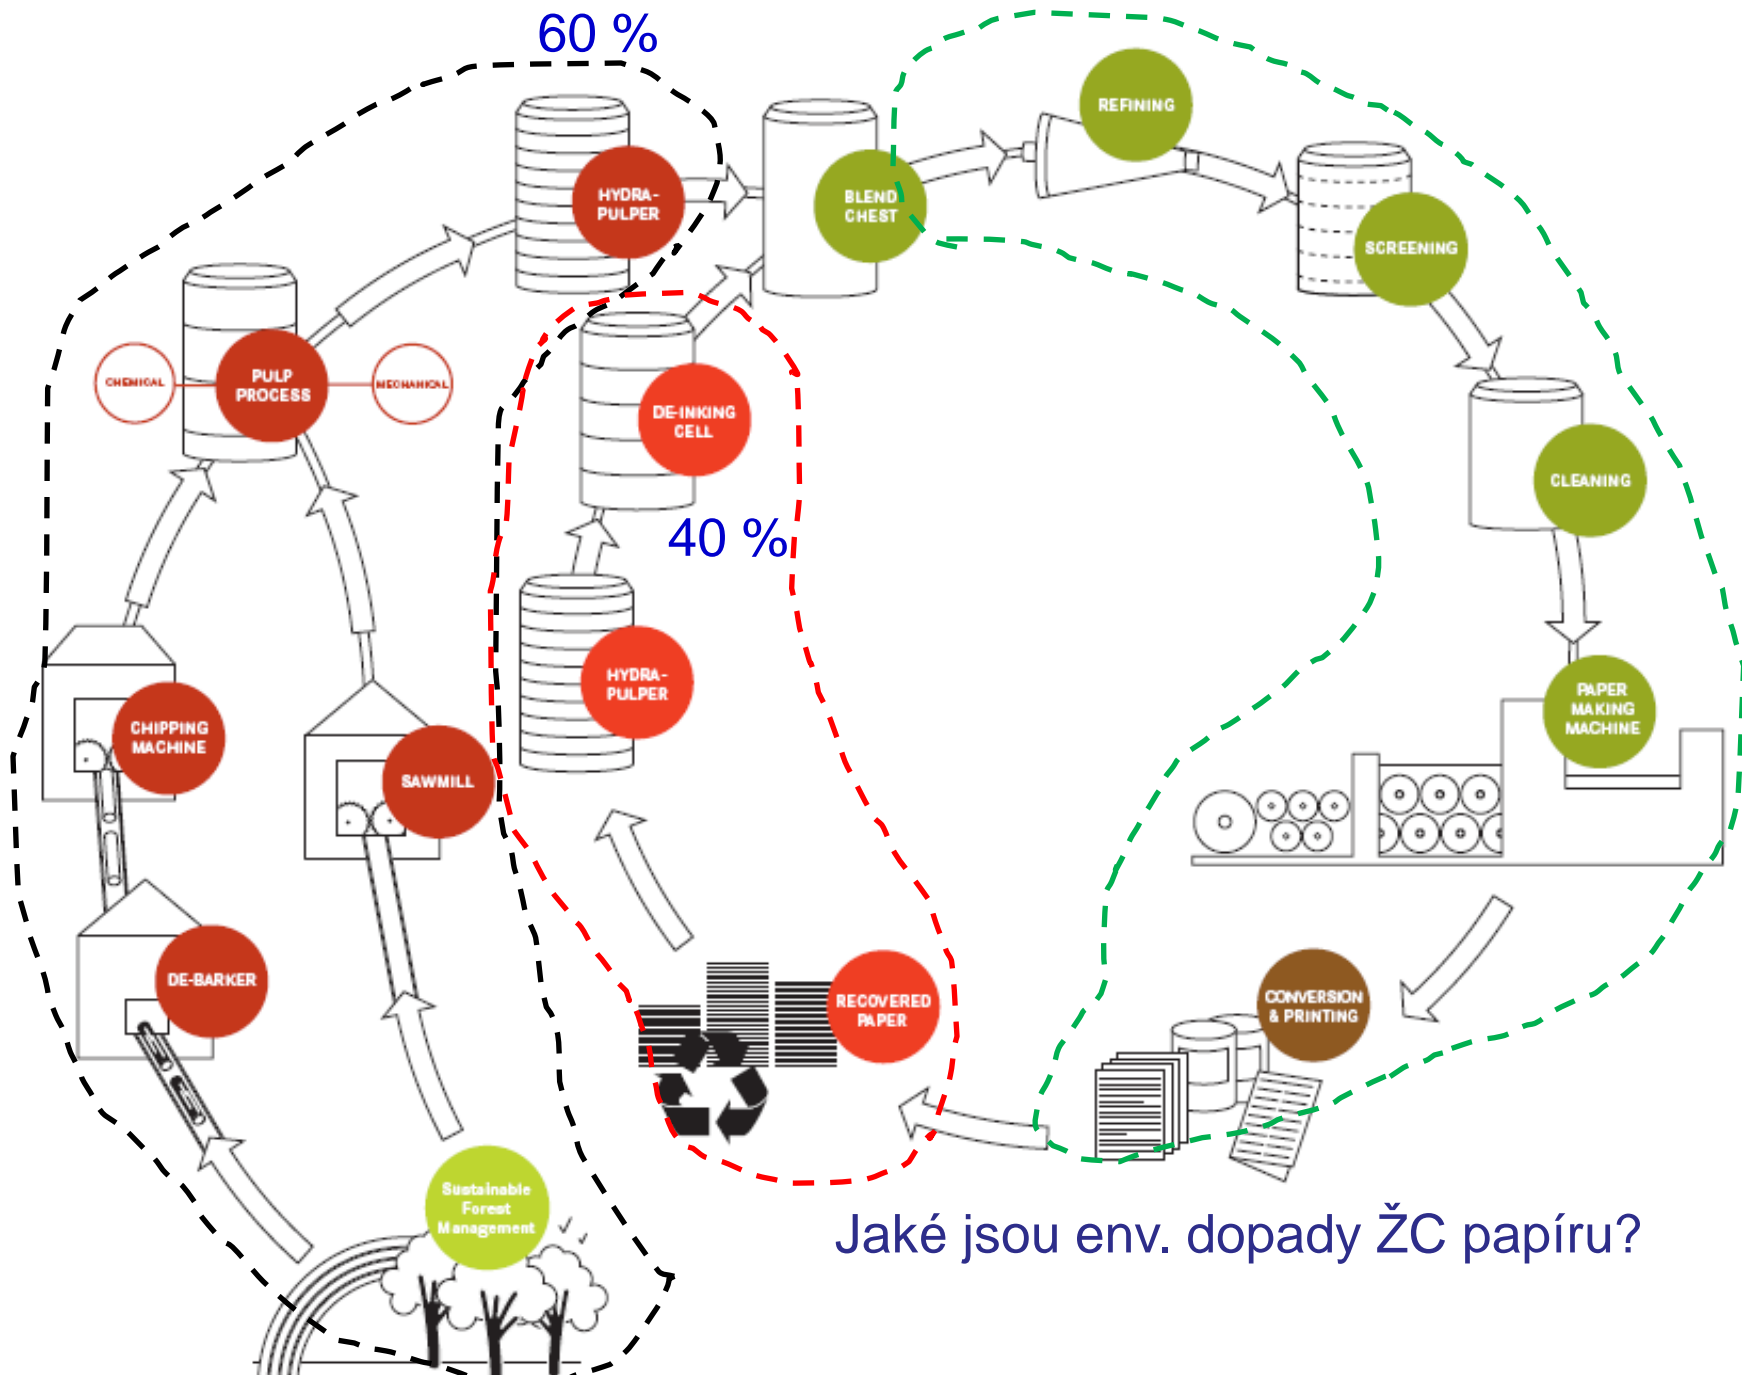 60 %
REFINING
HYDRA-
PULPER
BLEND
CHEST
SCREENING
CHEMICAL
PULP
PROCESS
MECHANICAL
DE-INKING
CELL
CLEANING
40 %
HYDRA-
PULPER
PAPER
MAKING
MACHINE
CHIPPING
MACHINE
SAWMILL
DE-BARKER
RECOVERED
PAPER
CONVERSION
& PRINTING
Sustainable
Forest
Management
Jaké jsou env. dopady ŽC papíru?